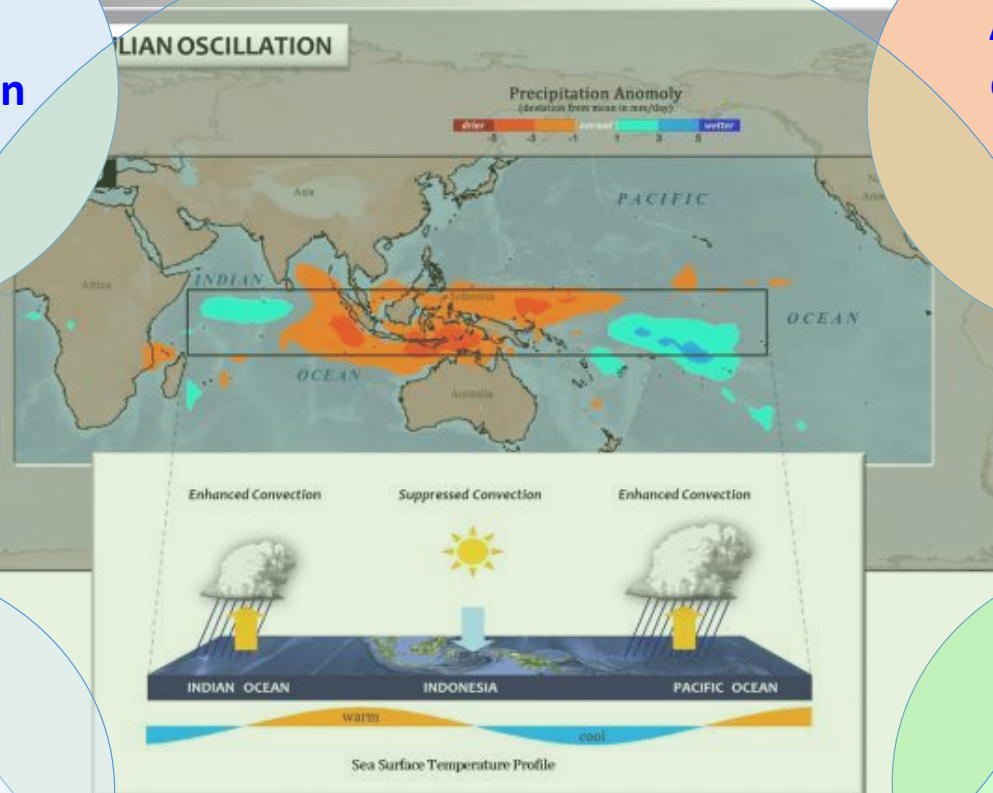 LIAN OSCILLATION
n
Precipitation Anomoly
(deviation from mean in mm/day)
drier normal wetter
-5 -3 -1 1 3 5
Asia
PACIFIC
Africa
INDIAN
Indonesia
OCEAN
OCEAN
Australia
Enhanced Convection Suppressed Convection Enhanced Convection
INDIAN OCEAN INDONESIA PACIFIC OCEAN
warm
cool
Sea Surface Temperature Profile